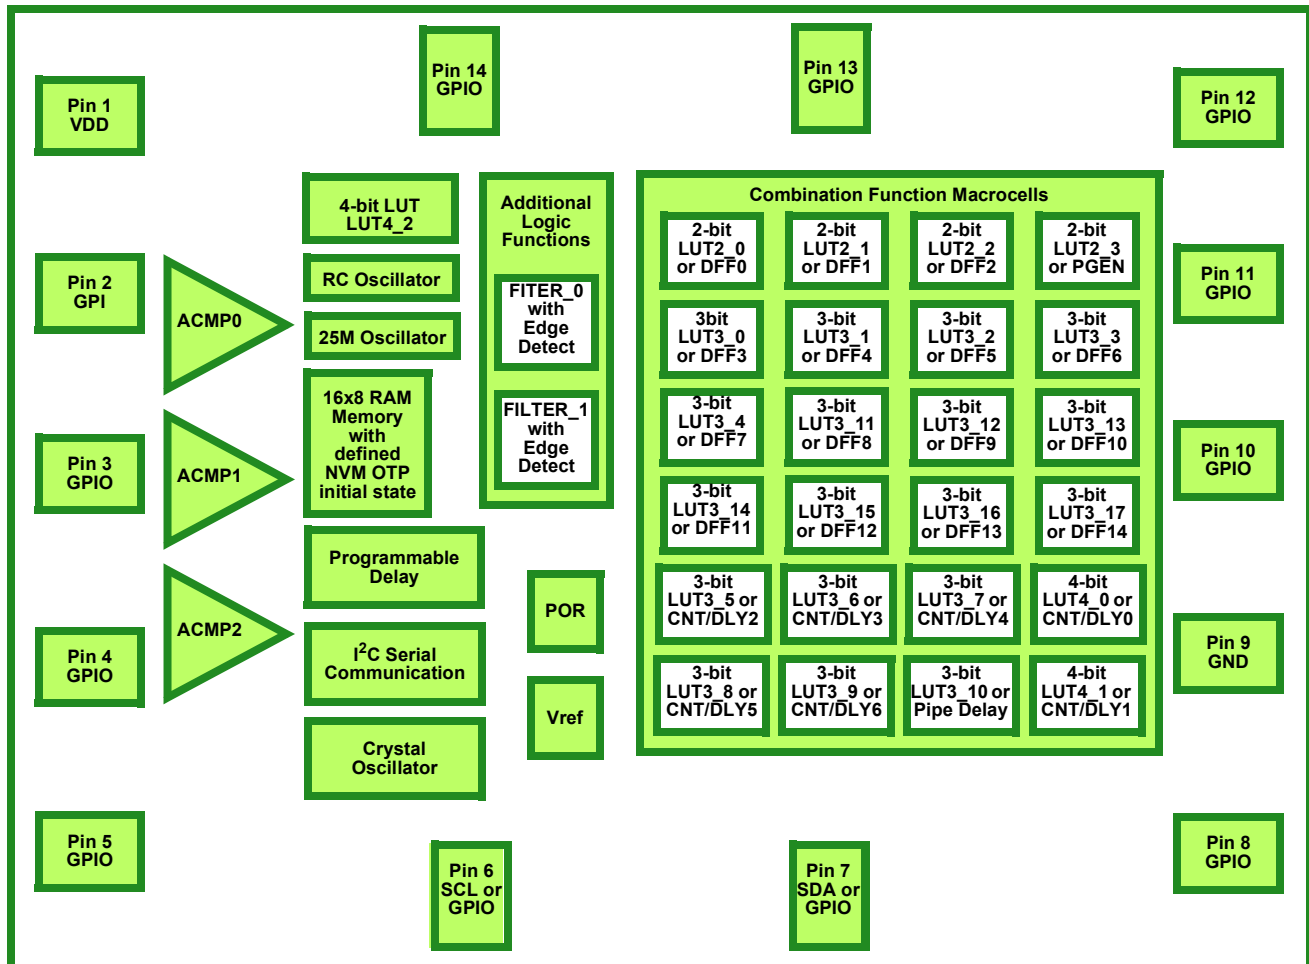 Pin 14
GPIO
Pin 13
GPIO
Pin 1
VDD
Pin 12
GPIO
4-bit LUT
LUT4_2
Additional
Logic
Functions
Combination Function Macrocells
2-bit
LUT2_0
or DFF0
2-bit
LUT2_1
or DFF1
2-bit
LUT2_2
or DFF2
2-bit
LUT2_3
or PGEN
Pin 2
GPI
ACMP0
RC Oscillator
25M Oscillator
FITER_0
with
Edge
Detect
Pin 11
GPIO
3bit
LUT3_0
or DFF3
3-bit
LUT3_1
or DFF4
3-bit
LUT3_2
or DFF5
3-bit
LUT3_3
or DFF6
16x8 RAM
Memory
with
defined
NVM OTP
initial state
FILTER_1
with
Edge
Detect
3-bit
LUT3_4
or DFF7
3-bit
LUT3_11
or DFF8
3-bit
LUT3_12
or DFF9
3-bit
LUT3_13
or DFF10
Pin 3
GPIO
ACMP1
Pin 10
GPIO
3-bit
LUT3_14
or DFF11
3-bit
LUT3_15
or DFF12
3-bit
LUT3_16
or DFF13
3-bit
LUT3_17
or DFF14
Programmable
Delay
POR
3-bit
LUT3_5 or
CNT/DLY2
3-bit
LUT3_6 or
CNT/DLY3
3-bit
LUT3_7 or
CNT/DLY4
4-bit
LUT4_0 or
CNT/DLY0
Pin 4
GPIO
ACMP2
I2C Serial
Communication
Pin 9
GND
Vref
3-bit
LUT3_8 or
CNT/DLY5
3-bit
LUT3_9 or
CNT/DLY6
3-bit
LUT3_10 or
Pipe Delay
4-bit
LUT4_1 or
CNT/DLY1
Crystal
Oscillator
Pin 5
GPIO
Pin 6
SCL or
GPIO
Pin 7
SDA or
GPIO
Pin 8
GPIO